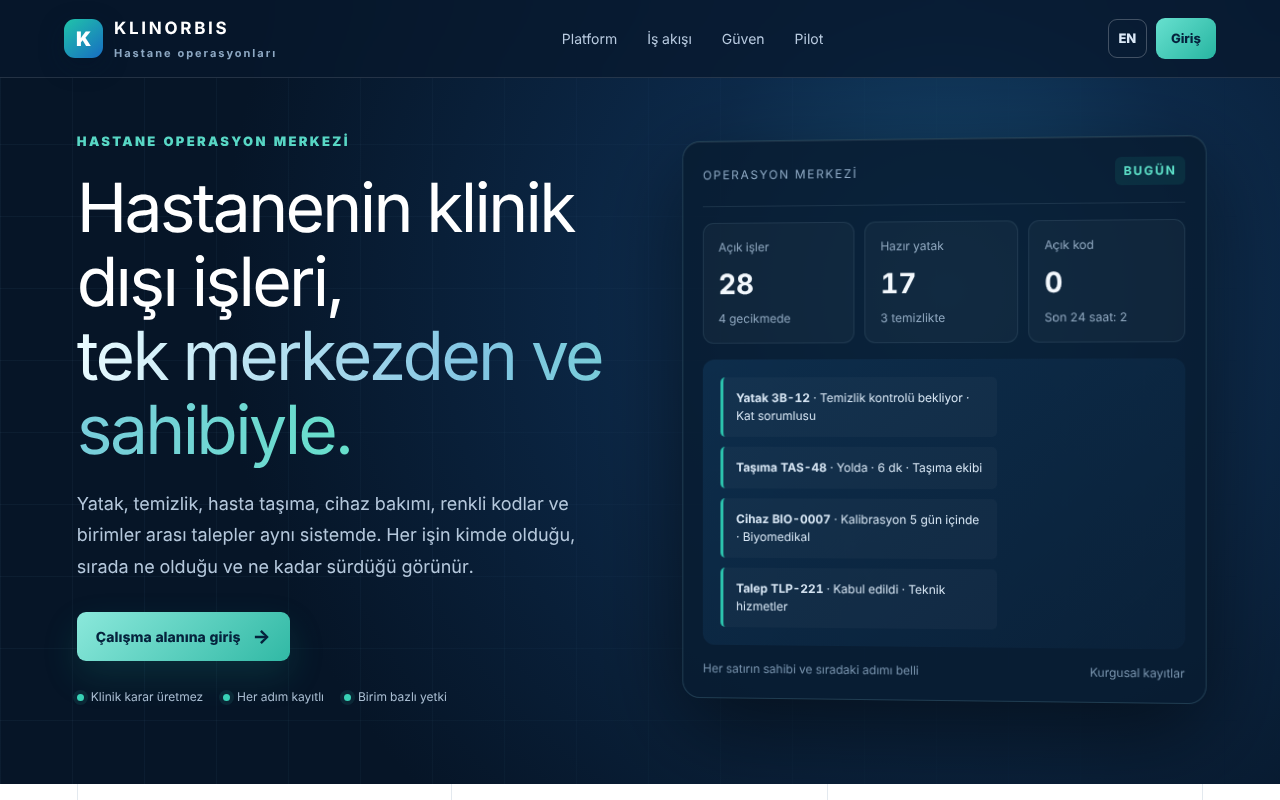 K
KLINORBIS
Hastane operasyonları
Platform
İş akışı
Güven
Pilot
EN
Giriş
HASTANE OPERASYON MERKEZİ
Hastanenin klinik
dışı işleri,
tek merkezden ve
sahibiyle.
Yatak, temizlik, hasta taşıma, cihaz bakımı, renkli kodlar ve
birimler arası talepler aynı sistemde. Her işin kimde olduğu,
sırada ne olduğu ve ne kadar sürdüğü görünür.
Çalışma alanına giriş →
Klinik karar üretmez
Her adım kayıtlı
Birim bazlı yetki
OPERASYON MERKEZİ
BUGÜN
Açık işler
28
4 gecikmede
Hazır yatak
17
3 temizlikte
Açık kod
0
Son 24 saat: 2
Yatak 3B-12 · Temizlik kontrolü bekliyor ·
Kat sorumlusu
Taşıma TAS-48 · Yolda · 6 dk · Taşıma ekibi
Cihaz BIO-0007 · Kalibrasyon 5 gün içinde
· Biyomedikal
Talep TLP-221 · Kabul edildi · Teknik
hizmetler
Her satırın sahibi ve sıradaki adımı belli
Kurgusal kayıtlar